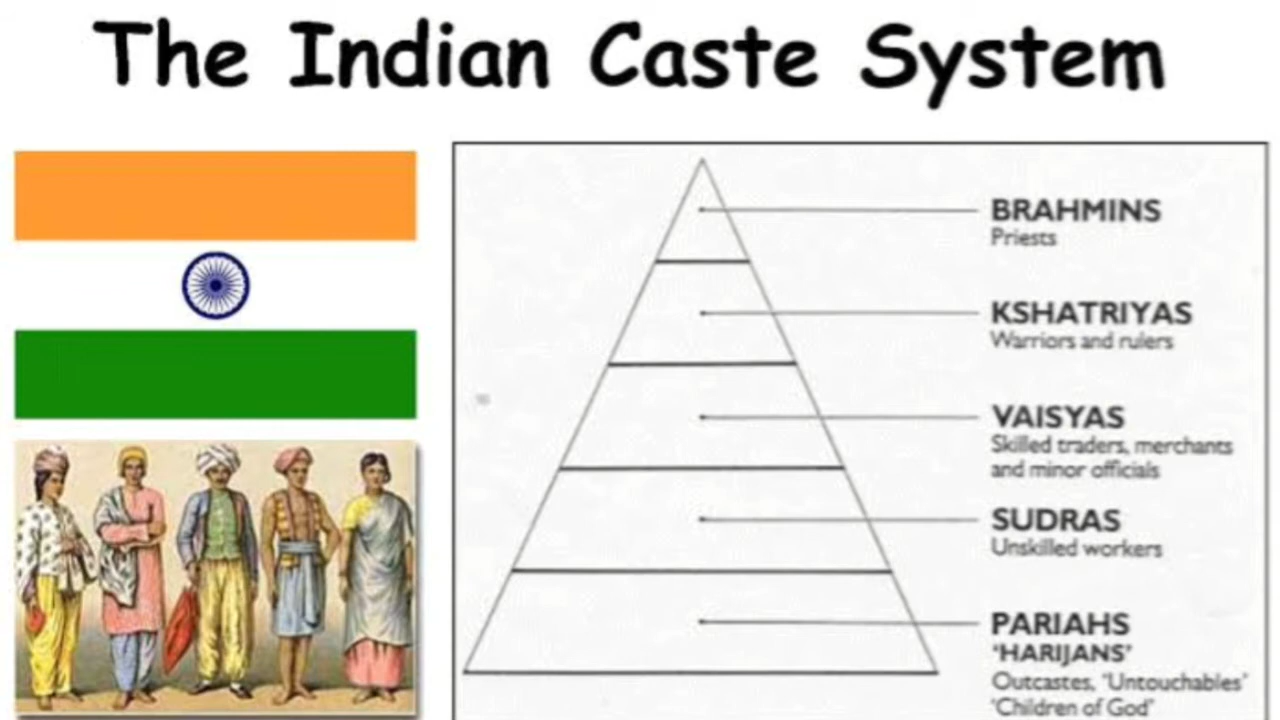 The Indian Caste System
BRAHMINS
Priests
KSHATRIYAS
Warriors and rulers
VAISYAS
Skilled traders, merchants
and minor officials
SUDRAS
Unskilled workers
PARIAHS
'HARIJANS'
Outcastes, 'Untouchables'
'Children of God'